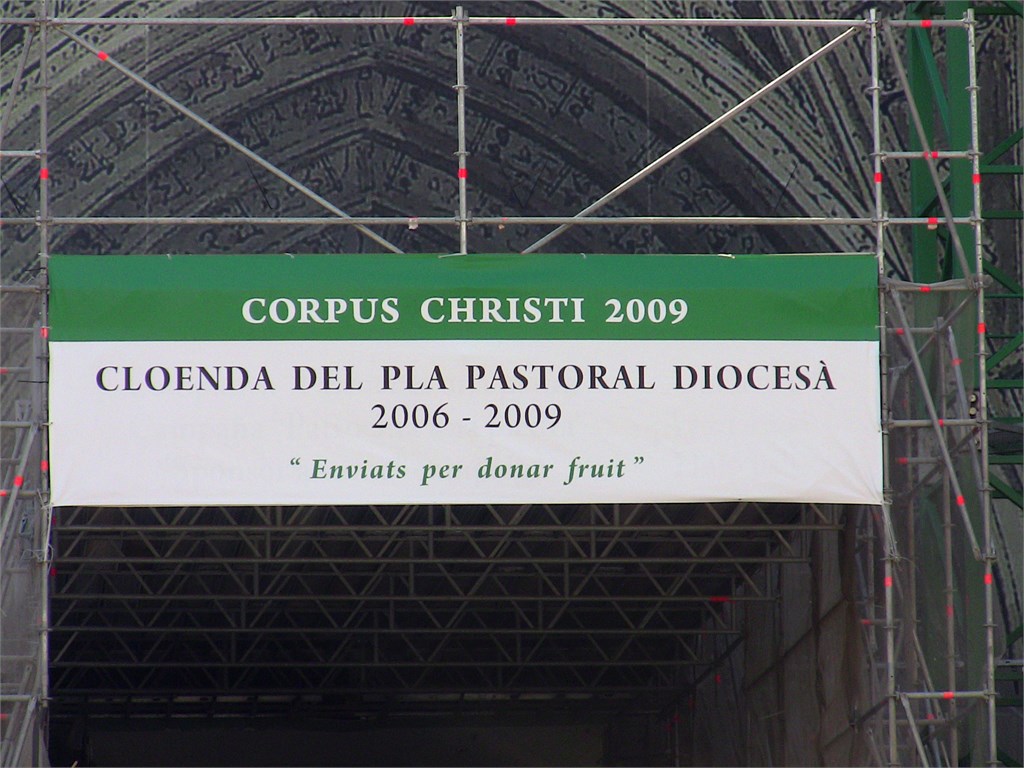 CORPUS CHRISTI 2009
CLOENDA DEL PLA PASTORAL DIOCESÀ
2006 - 2009
“ Enviats per donar fruit ”